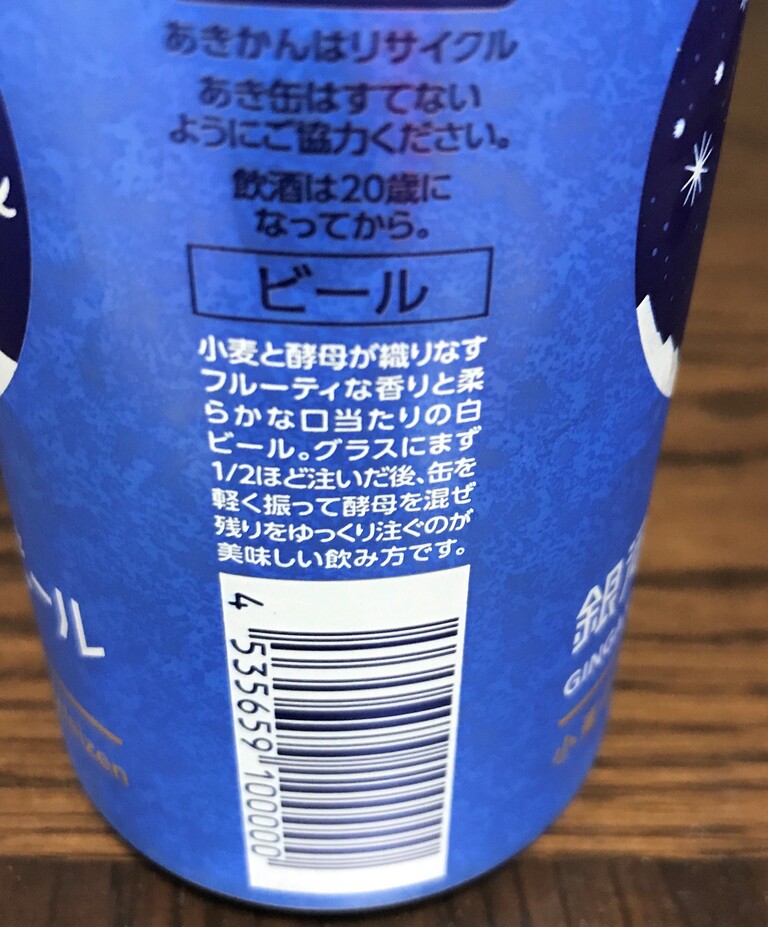 あきかんはリサイクル
あき缶はすてない
ようにご協力ください。
飲酒は20歳に
なってから。
ビール
小麦と酵母が織りなす
フルーティな香りと柔
らかな口当たりの白
ビール。グラスにまず
1/2ほど注いだ後、缶を
軽く振って酵母を混ぜ
残りをゆっくり注ぐのが
美味しい飲み方です。
4 535659 100000
ール
銀
GING
小麦